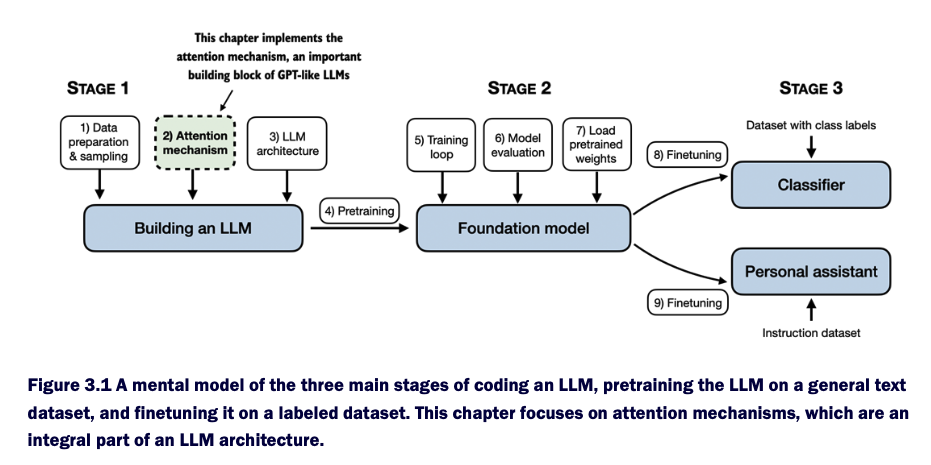 This chapter implements the
attention mechanism, an important
building block of GPT-like LLMs
STAGE 1
STAGE 2
STAGE 3
1) Data
preparation
& sampling
2) Attention
mechanism
3) LLM
architecture
5) Training
loop
6) Model
evaluation
7) Load
pretrained
weights
8) Finetuning
Dataset with class labels
Classifier
Building an LLM
4) Pretraining
Foundation model
Personal assistant
9) Finetuning
Instruction dataset
Figure 3.1 A mental model of the three main stages of coding an LLM, pretraining the LLM on a general text
dataset, and finetuning it on a labeled dataset. This chapter focuses on attention mechanisms, which are an
integral part of an LLM architecture.